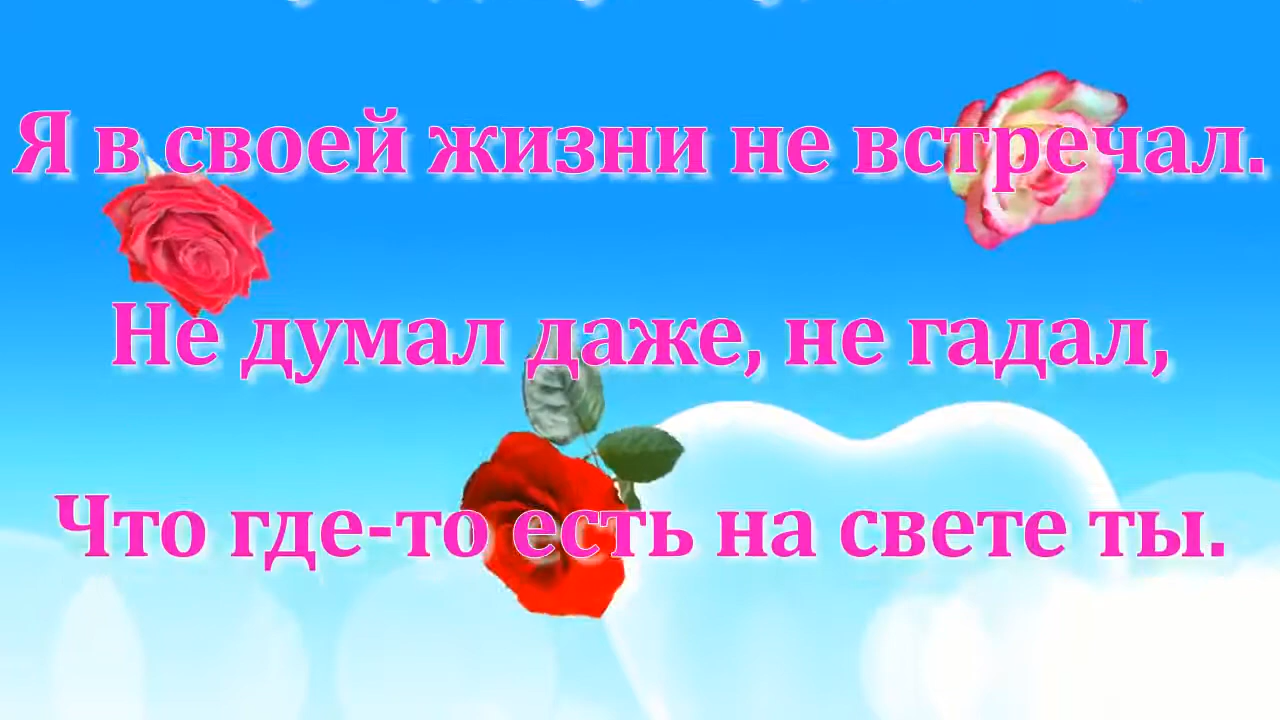 Я в своей жизни не встречал.
Не думал даже, не гадал,
Что где-то есть на свете ты.